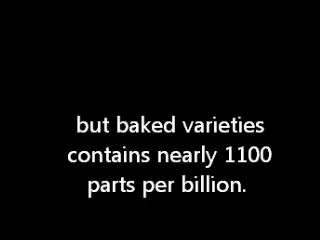 but baked varieties
contains nearly 1100
parts per billion.